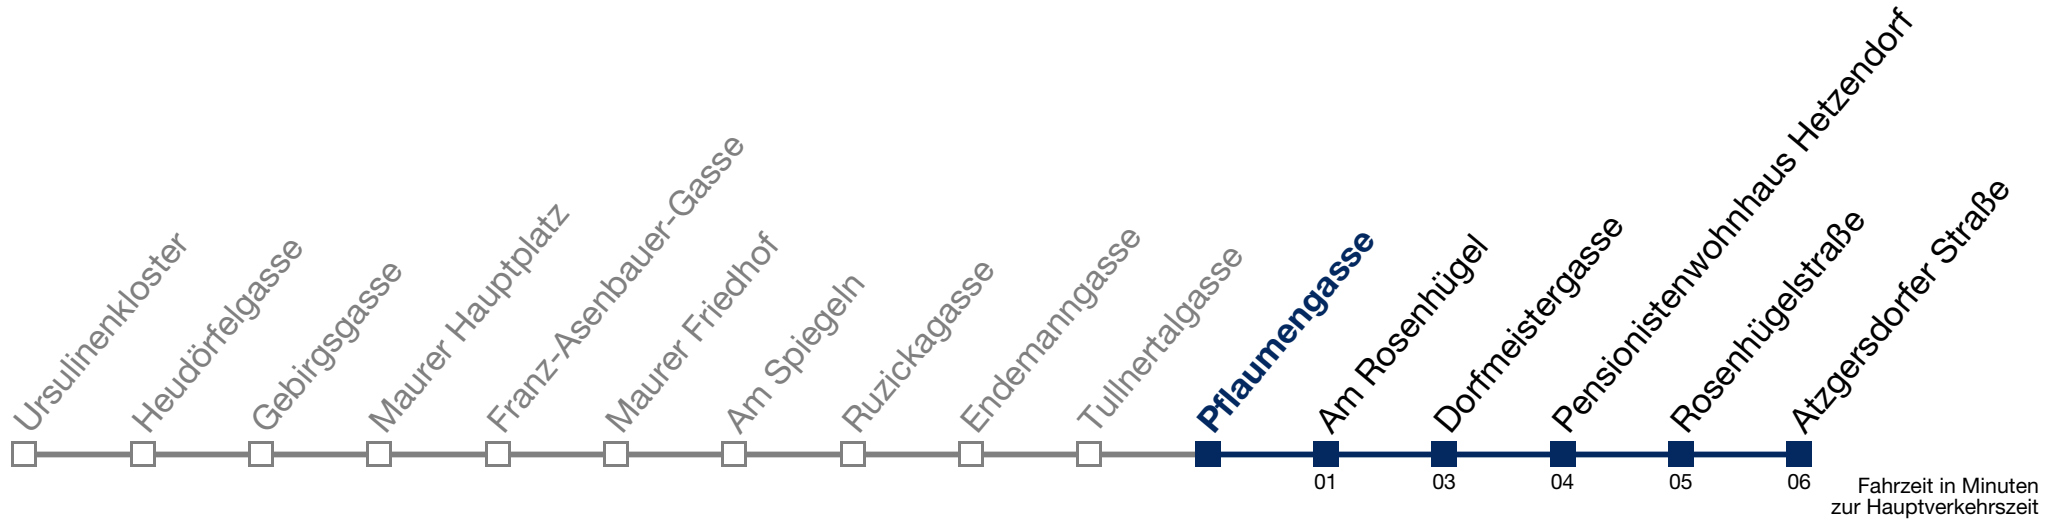 Ursulinenkloster
Heudörfelgasse
Gebirgsgasse
Maurer Hauptplatz
Franz-Asenbauer-Gasse
Maurer Friedhof
Am Spiegeln
Ruzickagasse
Endemanngasse
Tullnertalgasse
Pflaumengasse
Am Rosenhügel
Dorfmeistergasse
Pensionistenwohnhaus Hetzendorf
Rosenhügelstraße
Atzgersdorfer Straße
01
03
04
05
06
Fahrzeit in Minuten
zur Hauptverkehrszeit